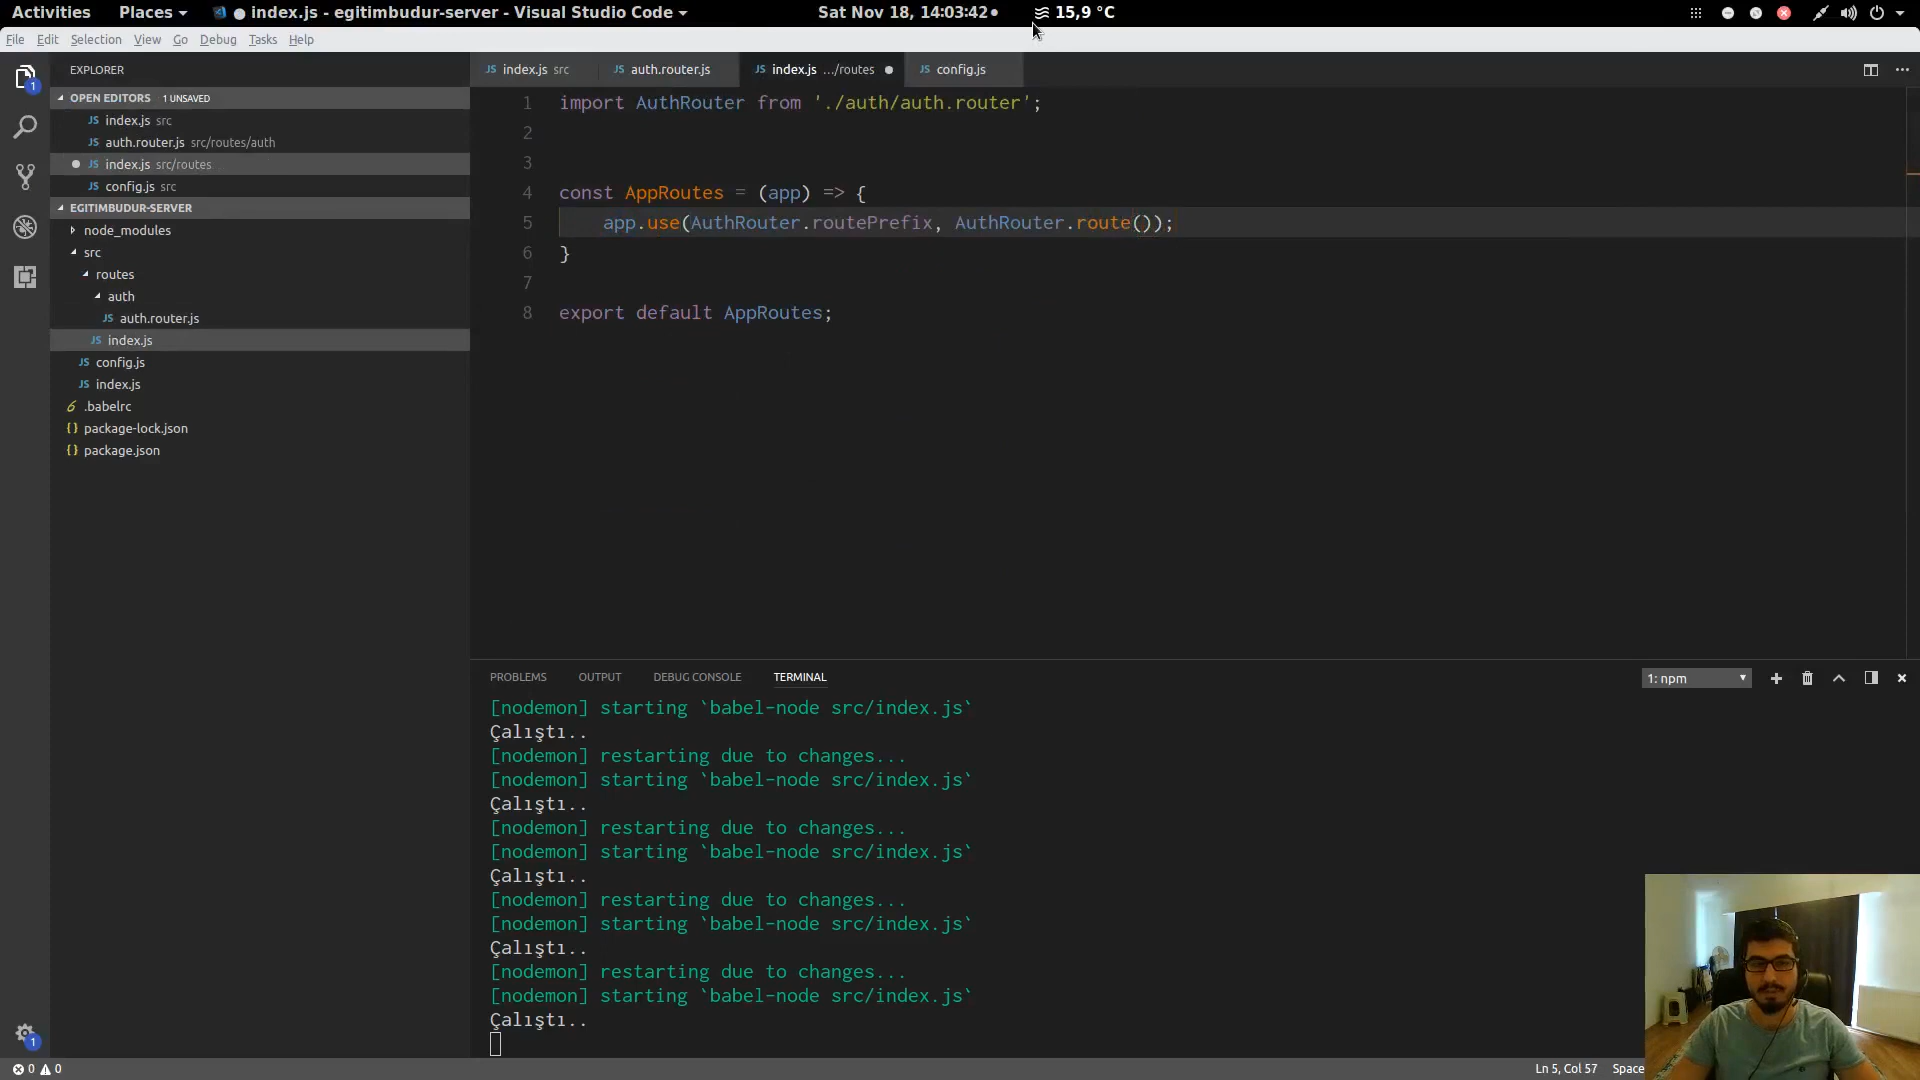 Activities Places index.js - egitimbudur-server - Visual Studio Code Sat Nov 18, 14:03:42 15,9 °C
File Edit Selection View Go Debug Tasks Help
EXPLORER
OPEN EDITORS 1 UNSAVED
index.js src
auth.router.js src/routes/auth
index.js src/routes
config.js src
EGITIMBUDUR-SERVER
node_modules
src
routes
auth
JS auth.router.js
JS index.js
JS config.js
JS index.js
.babelrc
{} package-lock.json
{} package.json
1
1
JS index.js src JS auth.router.js JS index.js .../routes JS config.js
1 import AuthRouter from './auth/auth.router';
2
3
4 const AppRoutes = (app) => {
5 app.use(AuthRouter.routePrefix, AuthRouter.route());
6 }
7
8 export default AppRoutes;
PROBLEMS OUTPUT DEBUG CONSOLE TERMINAL 1: npm
[nodemon] starting `babel-node src/index.js`
Çalıştı..
[nodemon] restarting due to changes...
[nodemon] starting `babel-node src/index.js`
Çalıştı..
[nodemon] restarting due to changes...
[nodemon] starting `babel-node src/index.js`
Çalıştı..
[nodemon] restarting due to changes...
[nodemon] starting `babel-node src/index.js`
Çalıştı..
[nodemon] restarting due to changes...
[nodemon] starting `babel-node src/index.js`
Çalıştı..
0 0 Ln 5, Col 57 Space